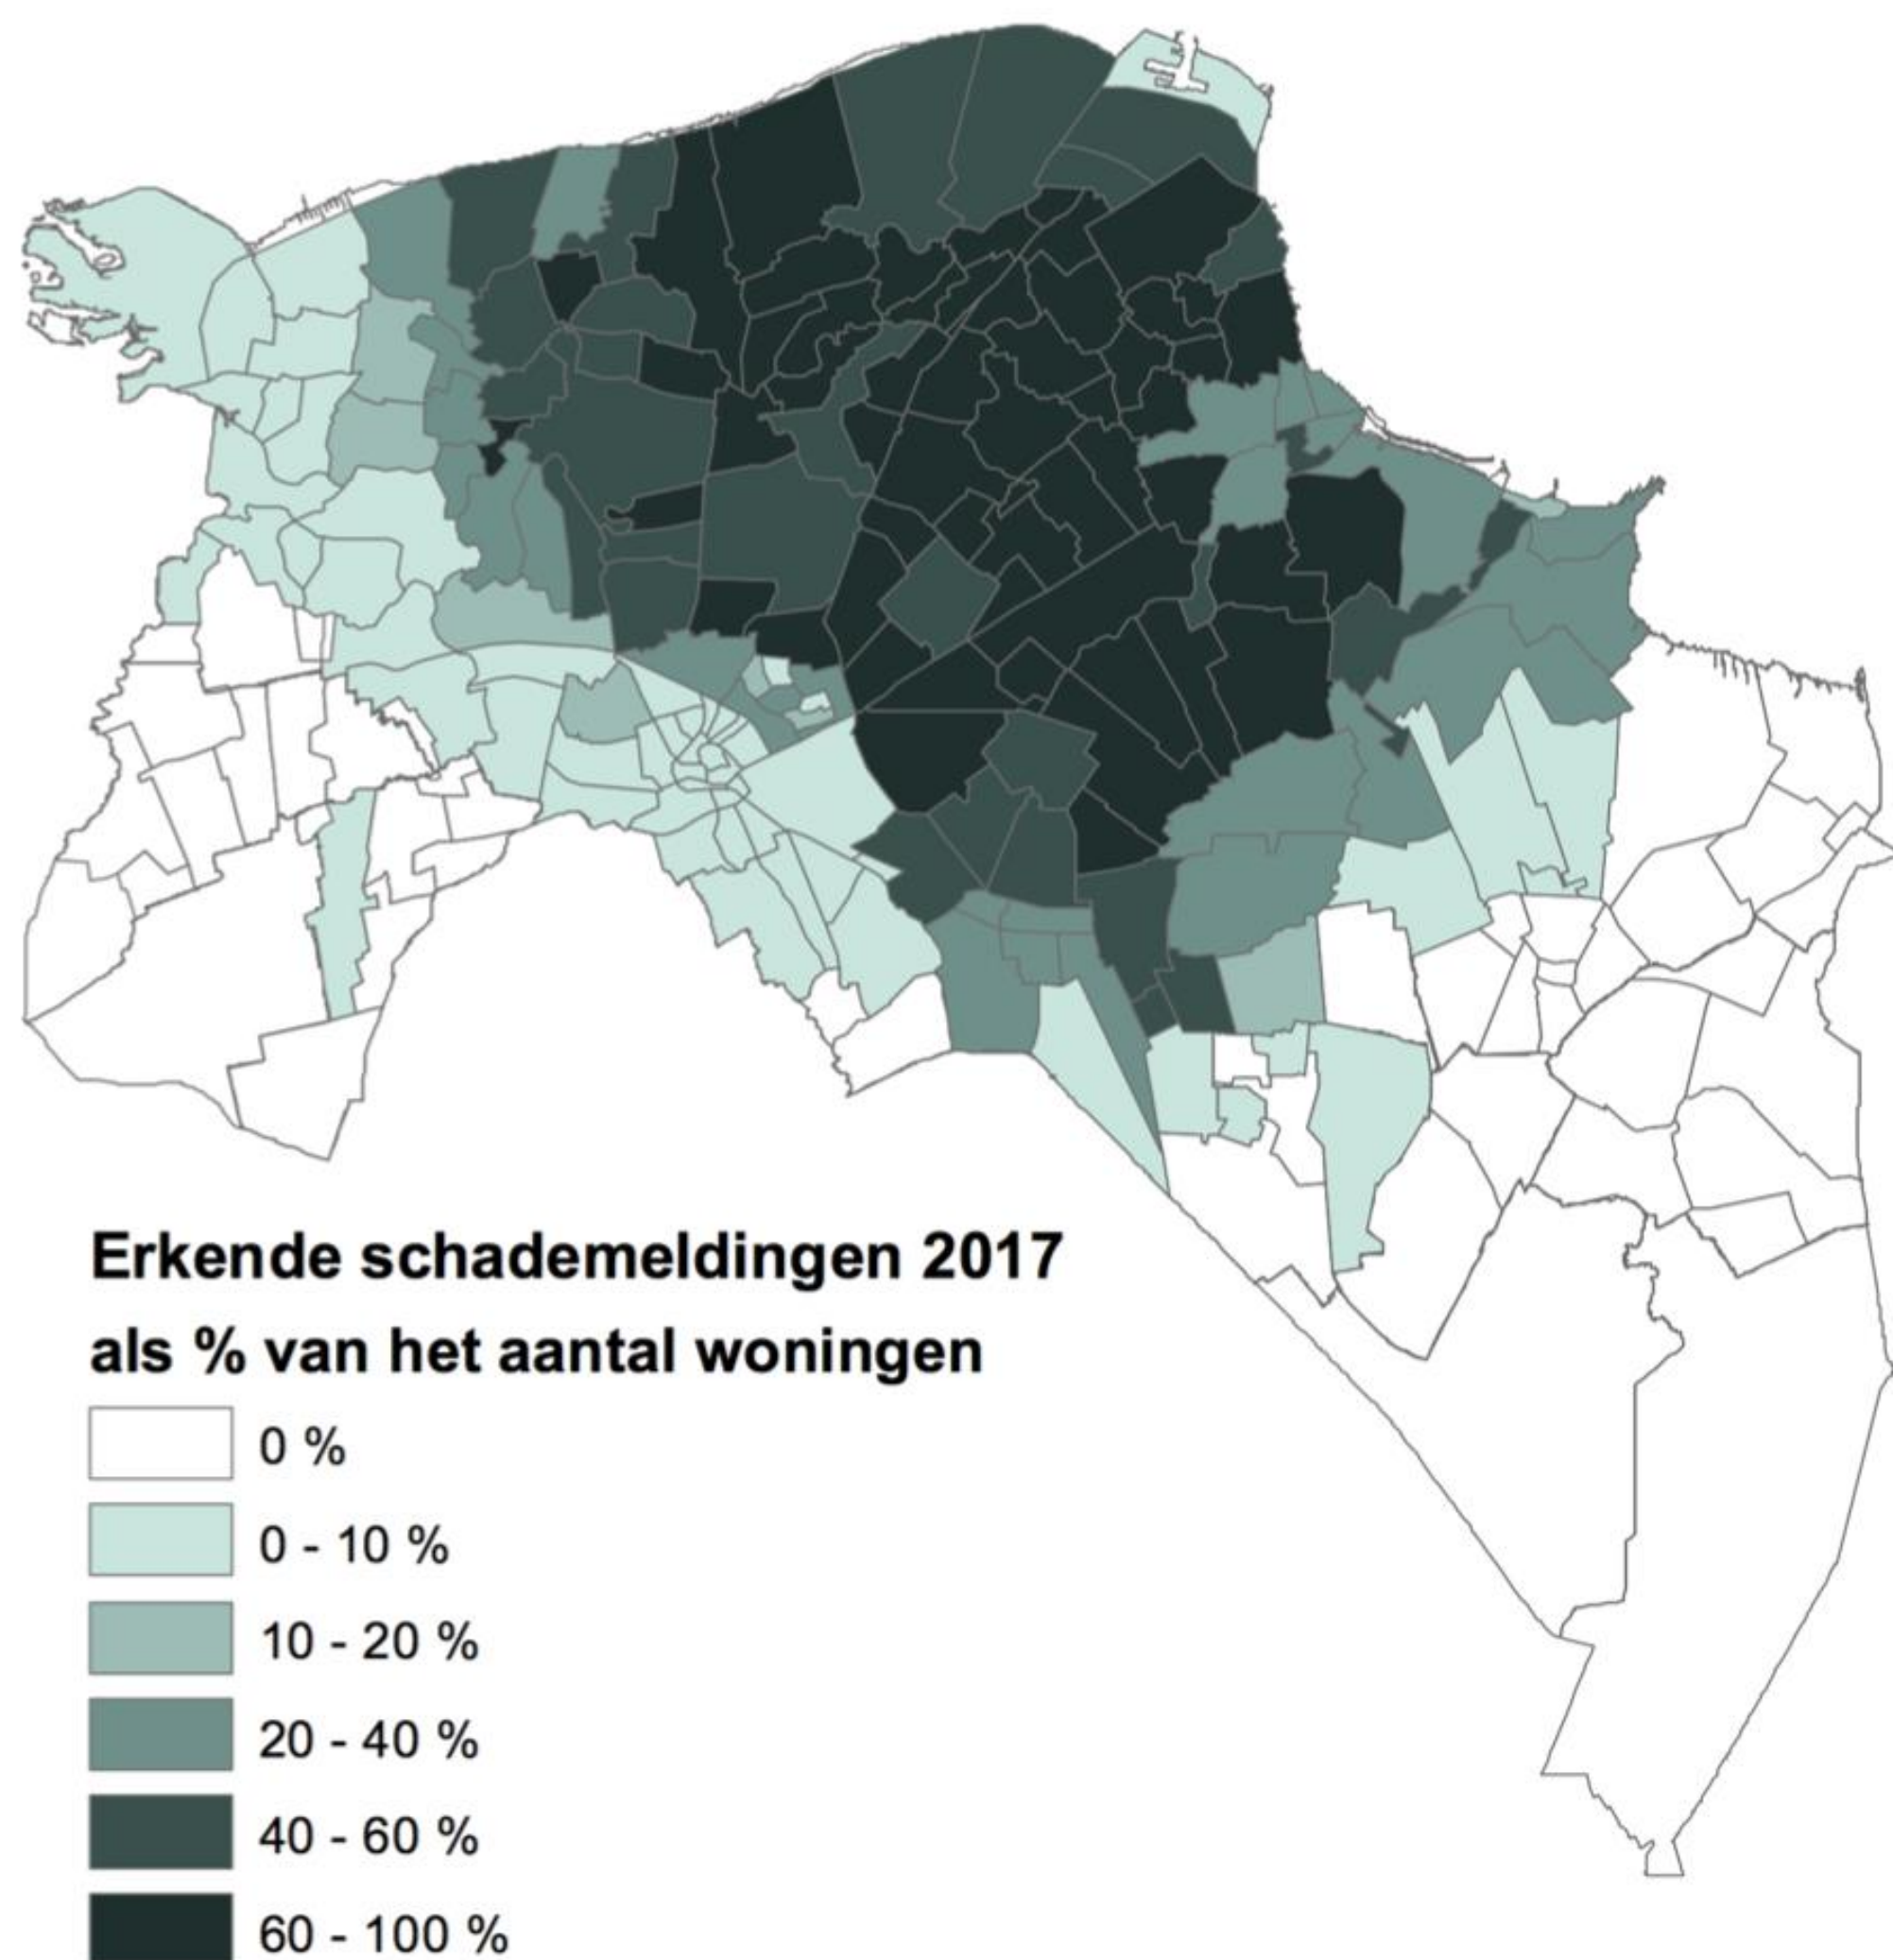 Erkende schademeldingen 2017
als % van het aantal woningen
0 %
0 - 10 %
10 - 20 %
20 - 40 %
40 - 60 %
60 - 100 %